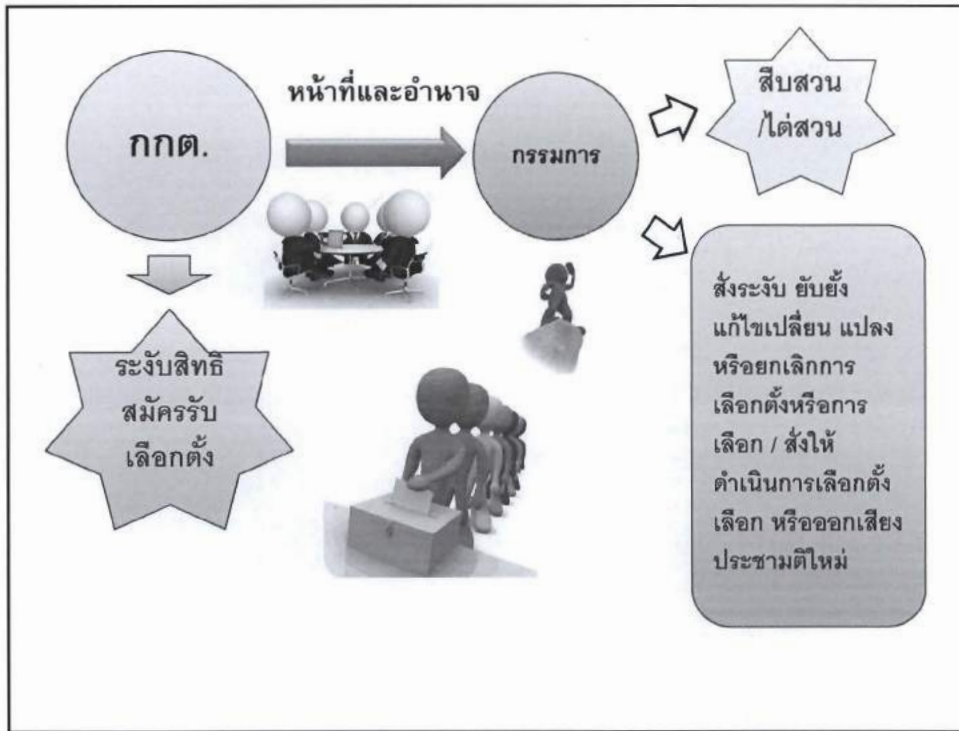 กกต.
หน้าที่และอำนาจ
กรรมการ
สืบสวน
/ไต่สวน
ระงับสิทธิ
สมัครรับ
เลือกตั้ง
สั่งระงับ ยับยั้ง
แก้ไขเปลี่ยน แปลง
หรือยกเลิกการ
เลือกตั้งหรือการ
เลือก / สั่งให้
ดำเนินการเลือกตั้ง
เลือก หรือออกเสียง
ประชามติใหม่